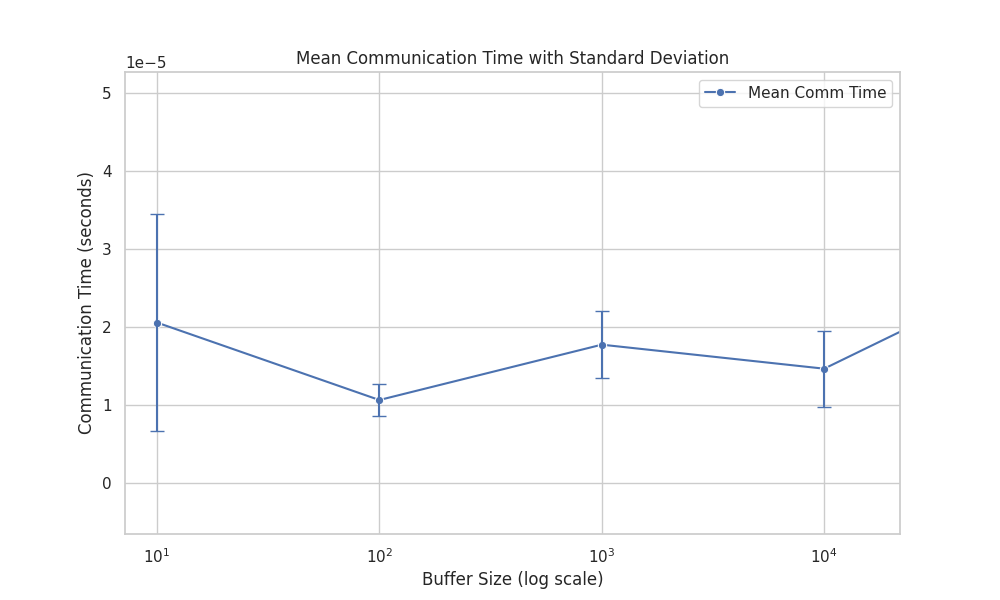 Mean Communication Time with Standard Deviation
1e−5
Mean Comm Time
5
4
3
2
1
0
Communication Time (seconds)
10¹
10²
10³
10⁴
Buffer Size (log scale)